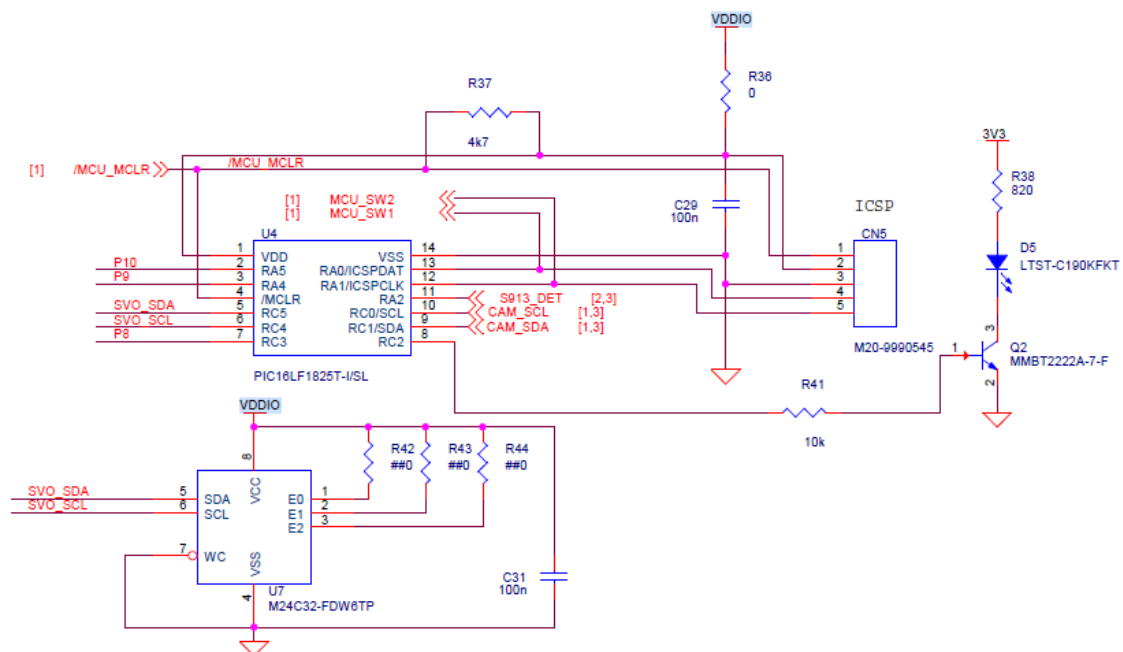 VDDIO
R37
4k7
R36
0
3V3
R38
820
[1] /MCU_MCLR
/MCU_MCLR
[1] MCU_SW2
[1] MCU_SW1
C29
100n
ICSP
CN5
1
2
3
4
5
M20-9990545
D5
LTST-C190KFKT
U4
1 VDD VSS 14
P10 2 RA5 RA0/ICSPDAT 13
P9 3 RA4 RA1/ICSPCLK 12
4 /MCLR RA2 11 S913_DET [2,3]
SVO_SDA 5 RC5 RC0/SCL 10 CAM_SCL [1,3]
SVO_SCL 6 RC4 RC1/SDA 9 CAM_SDA [1,3]
P8 7 RC3 RC2 8
PIC16LF1825T-I/SL
3
1
Q2
MMBT2222A-7-F
2
R41
10k
VDDIO
R42
##0
R43
##0
R44
##0
8
VCC
SVO_SDA 5 SDA E0 1
SVO_SCL 6 SCL E1 2
E2 3
7 WC
VSS
4
U7
M24C32-FDW6TP
C31
100n